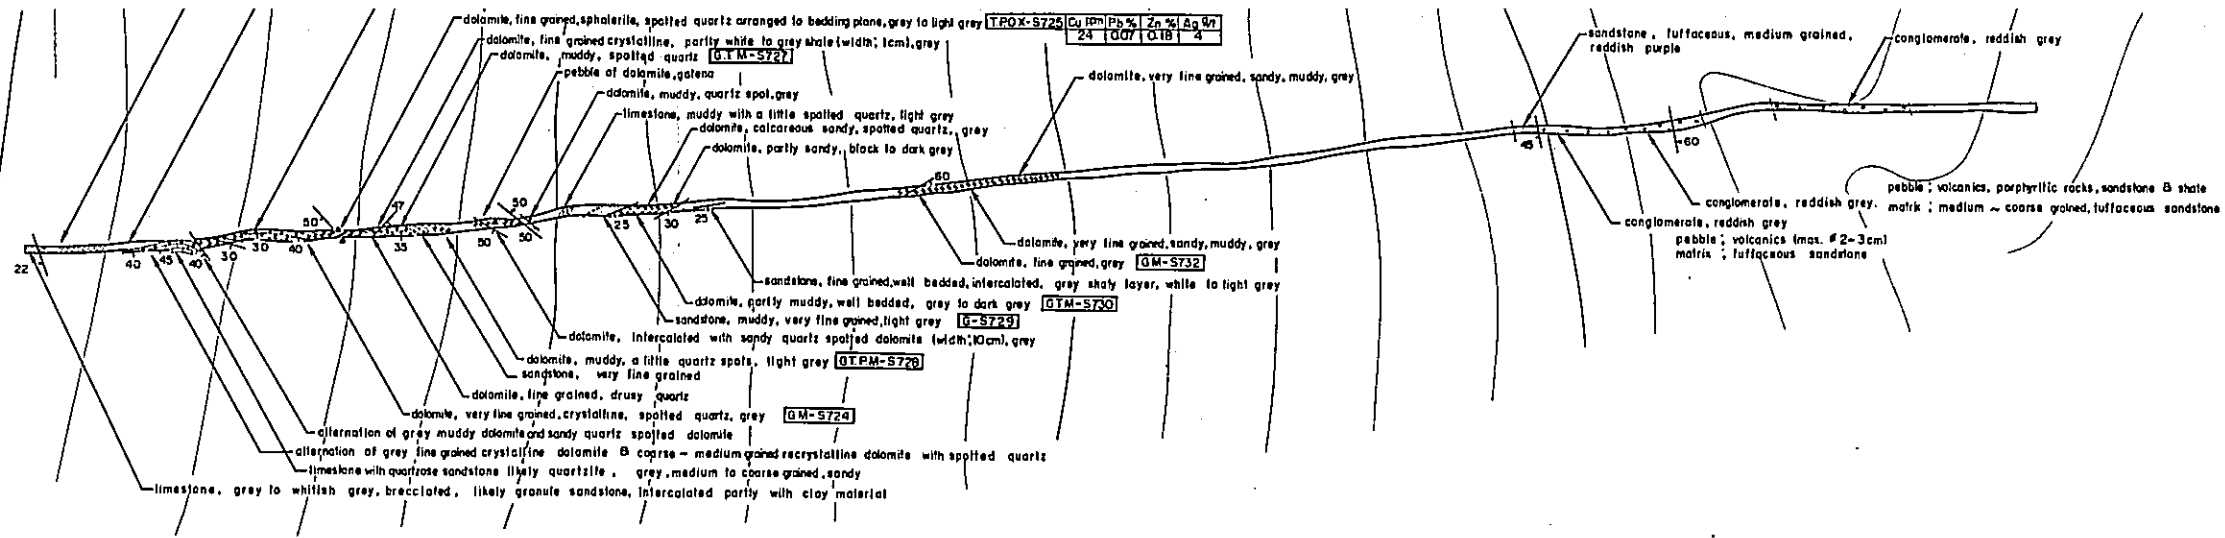 dolomite, fine grained, sphalerite, spotted quartz arranged to bedding plane, grey to light grey TPOX-S725
Cu ppm Pb % Zn % Ag g/t
24 0.07 0.18 4
dolomite, fine grained crystalline, partly white to grey shale (width; 1cm), grey
dolomite, muddy, spotted quartz G.T.M-S727
pebble of dolomite, galena
dolomite, muddy, quartz spot, grey
limestone, muddy with a little spotted quartz, light grey
dolomite, calcareous sandy, spotted quartz, grey
dolomite, partly sandy, black to dark grey
dolomite, very fine grained, sandy, muddy, grey
sandstone, tuffaceous, medium grained,
reddish purple
conglomerate, reddish grey
22
40
45
40
30
30
40
50
47
35
50
50
50
25
30
25
60
45
60
conglomerate, reddish grey.
pebble; volcanics, porphyritic rocks, sandstone & shale
matrix; medium ~ coarse grained, tuffaceous sandstone
conglomerate, reddish grey
pebble; volcanics (max. ø 2~3cm)
matrix; tuffaceous sandstone
dolomite, very fine grained, sandy, muddy, grey
dolomite, fine grained, grey GM-S732
sandstone, fine grained, well bedded, intercalated, grey shaly layer, white to light grey
dolomite, partly muddy, well bedded, grey to dark grey GTM-S730
sandstone, muddy, very fine grained, light grey G-S729
dolomite, intercalated with sandy quartz spotted dolomite (width; 10cm), grey
dolomite, muddy, a little quartz spots, light grey GTPM-S728
sandstone, very fine grained
dolomite, fine grained, drusy quartz
dolomite, very fine grained, crystalline, spotted quartz, grey GM-S724
alternation of grey muddy dolomite and sandy quartz spotted dolomite
alternation of grey fine grained crystalline dolomite & coarse ~ medium grained recrystalline dolomite with spotted quartz
limestone with quartzose sandstone likely quartzite, grey, medium to coarse grained, sandy
limestone, grey to whitish grey, brecciated, likely granule sandstone, intercalated partly with clay material